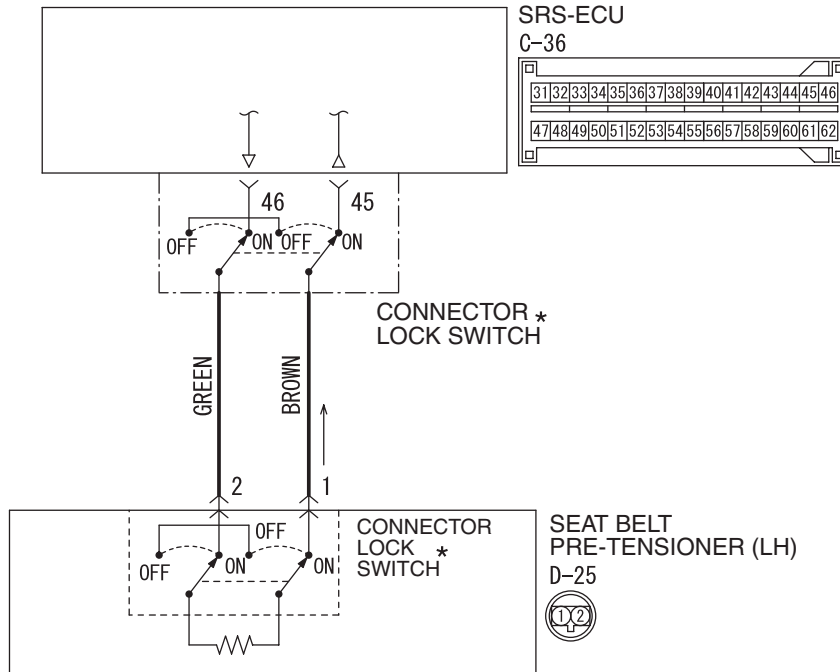 SRS-ECU
C-36
31 32 33 34 35 36 37 38 39 40 41 42 43 44 45 46
47 48 49 50 51 52 53 54 55 56 57 58 59 60 61 62
46 45
OFF ON OFF ON
CONNECTOR *
LOCK SWITCH
GREEN
BROWN
2 1
CONNECTOR
LOCK *
SWITCH
OFF
OFF ON ON
SEAT BELT
PRE-TENSIONER (LH)
D-25
1 2